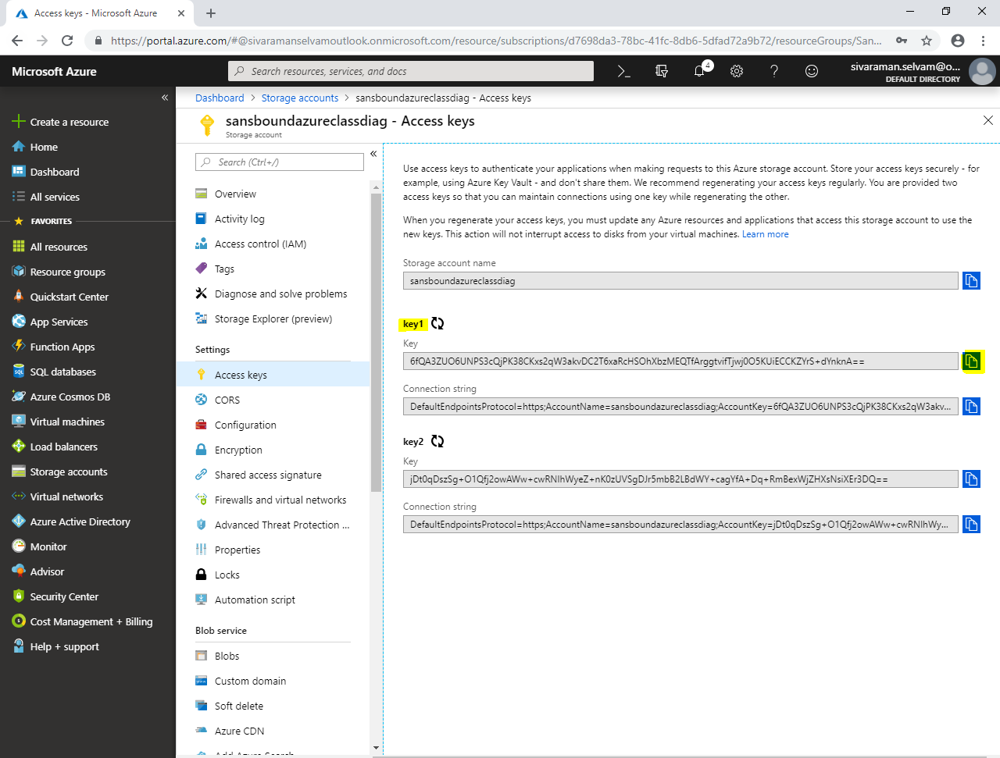 Access keys - Microsoft Azure
https://portal.azure.com/#@sivaramanselvamoutlook.onmicrosoft.com/resource/subscriptions/d7698da3-78bc-41fc-8db6-5dfad72a9b72/resourceGroups/San...
Microsoft Azure
Search resources, services, and docs
4
sivaraman.selvam@o...
DEFAULT DIRECTORY
Create a resource
Home
Dashboard
All services
FAVORITES
All resources
Resource groups
Quickstart Center
App Services
Function Apps
SQL databases
Azure Cosmos DB
Virtual machines
Load balancers
Storage accounts
Virtual networks
Azure Active Directory
Monitor
Advisor
Security Center
Cost Management + Billing
Help + support
Dashboard > Storage accounts > sansboundazureclassdiag - Access keys
sansboundazureclassdiag - Access keys
Storage account
Search (Ctrl+/)
Overview
Activity log
Access control (IAM)
Tags
Diagnose and solve problems
Storage Explorer (preview)
Settings
Access keys
CORS
Configuration
Encryption
Shared access signature
Firewalls and virtual networks
Advanced Threat Protection ...
Properties
Locks
Automation script
Blob service
Blobs
Custom domain
Soft delete
Azure CDN
Add Azure Search
Use access keys to authenticate your applications when making requests to this Azure storage account. Store your access keys securely - for
example, using Azure Key Vault - and don't share them. We recommend regenerating your access keys regularly. You are provided two
access keys so that you can maintain connections using one key while regenerating the other.
When you regenerate your access keys, you must update any Azure resources and applications that access this storage account to use the
new keys. This action will not interrupt access to disks from your virtual machines. Learn more
Storage account name
sansboundazureclassdiag
key1
Key
6fQA3ZUO6UNPS3cQjPK38CKxs2qW3akvDC2T6xaRcHSOhXbzMEQTfArggtvifTjwj0O5KUiECCKZYrS+dYnknA==
Connection string
DefaultEndpointsProtocol=https;AccountName=sansboundazureclassdiag;AccountKey=6fQA3ZUO6UNPS3cQjPK38CKxs2qW3akv...
key2
Key
jDt0qDszSg+O1Qfj2owAWw+cwRNIhWyeZ+nK0zUVSgDJr5mbB2LBdWY+cagYfA+Dq+RmBexWjZHXsNsiXEr3DQ==
Connection string
DefaultEndpointsProtocol=https;AccountName=sansboundazureclassdiag;AccountKey=jDt0qDszSg+O1Qfj2owAWw+cwRNIhWy...